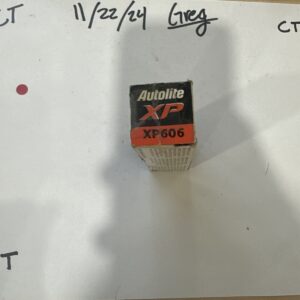 CT 11/22/24 Greg CT
Autolite
XP
XP606
T